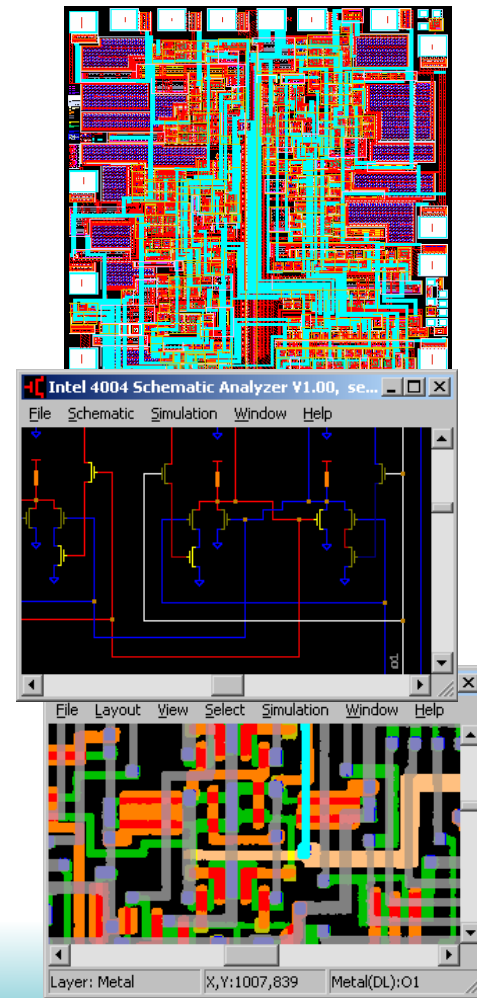 Intel 4004 Schematic Analyzer V1.00, se...
File Schematic Simulation Window Help
o1
File Layout View Select Simulation Window Help
Layer: Metal X,Y:1007,839 Metal(DL):O1